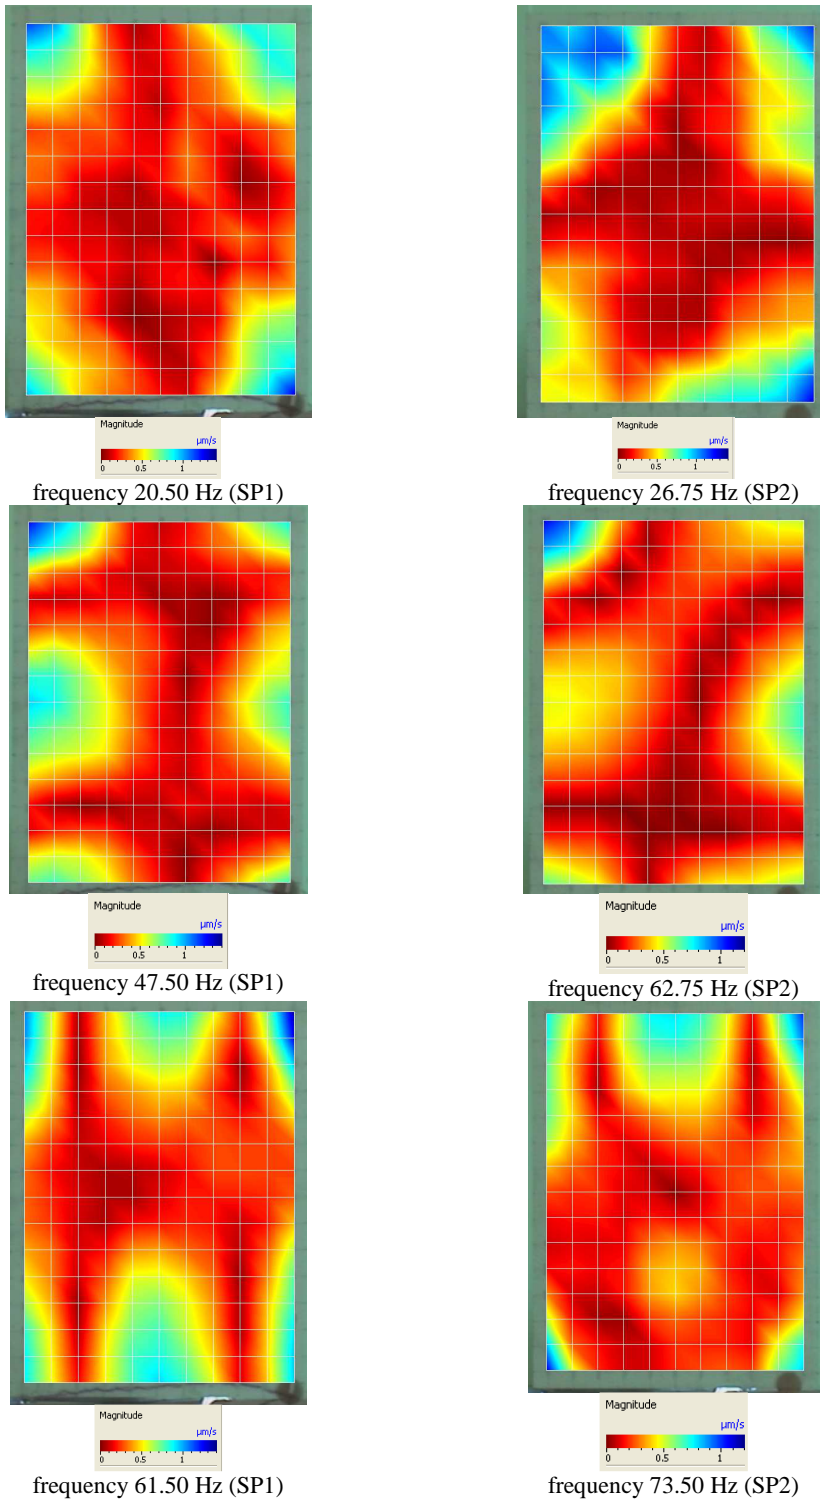 Magnitude
µm/s
0 0.5 1
frequency 20.50 Hz (SP1)
Magnitude
µm/s
0 0.5 1
frequency 26.75 Hz (SP2)
Magnitude
µm/s
0 0.5 1
frequency 47.50 Hz (SP1)
Magnitude
µm/s
0 0.5 1
frequency 62.75 Hz (SP2)
Magnitude
µm/s
0 0.5 1
frequency 61.50 Hz (SP1)
Magnitude
µm/s
0 0.5 1
frequency 73.50 Hz (SP2)